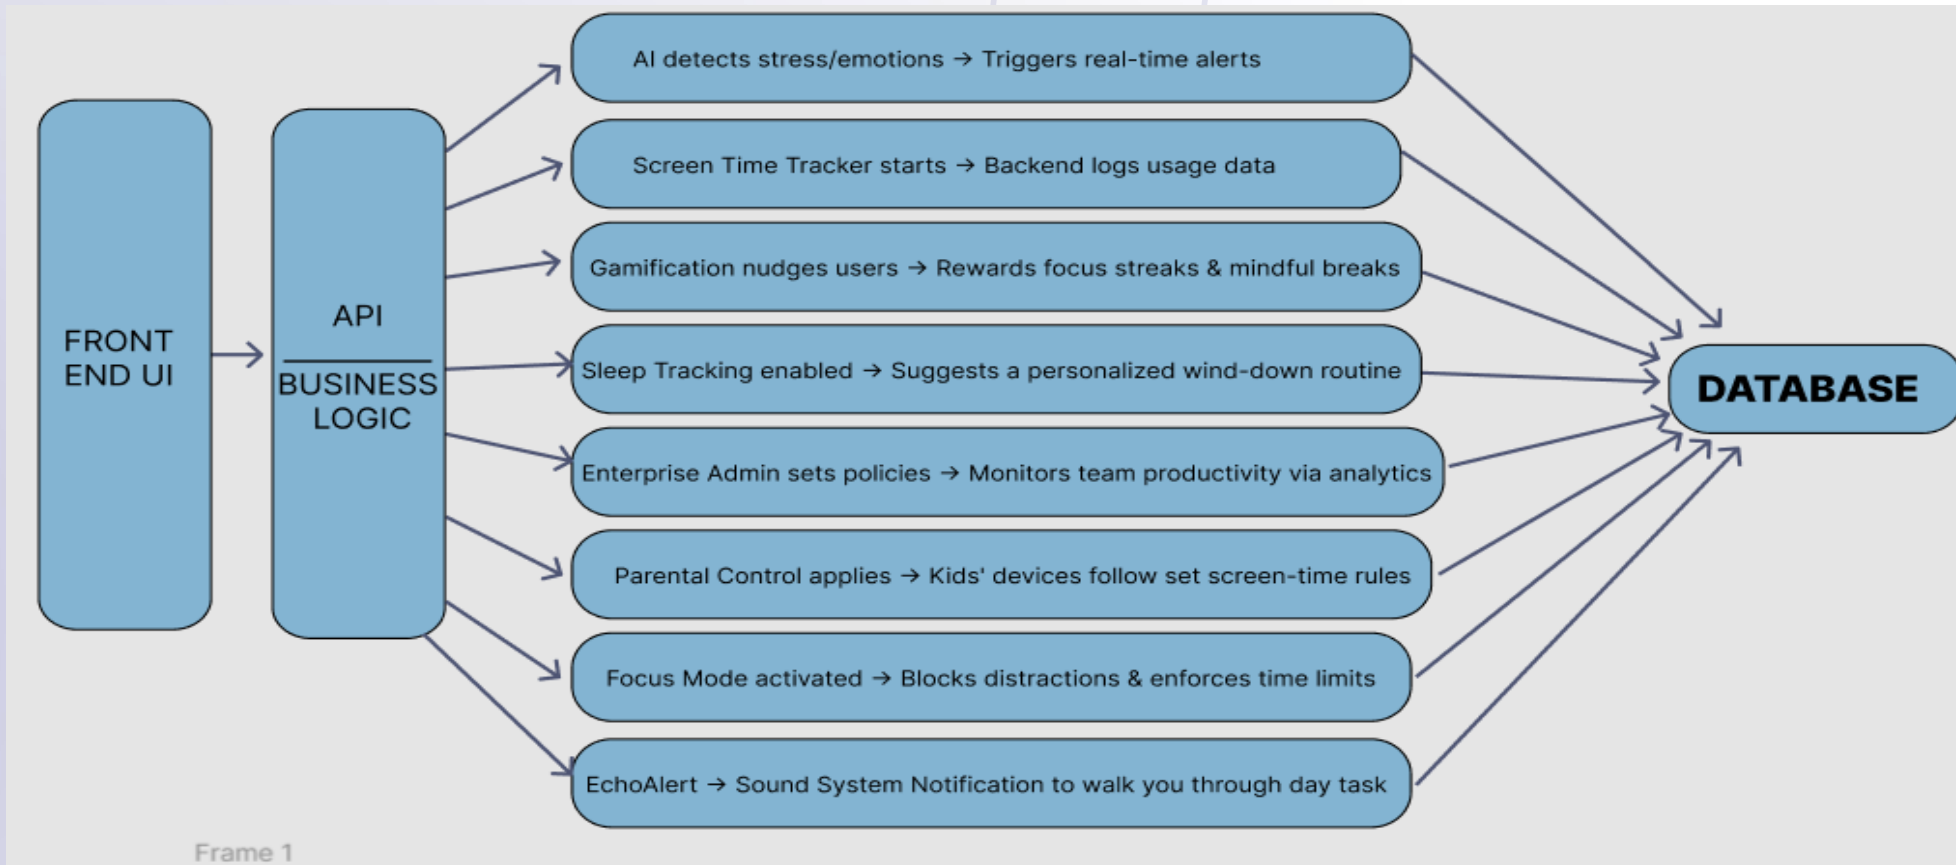 FRONT
END UI
API
BUSINESS
LOGIC
AI detects stress/emotions → Triggers real-time alerts
Screen Time Tracker starts → Backend logs usage data
Gamification nudges users → Rewards focus streaks & mindful breaks
Sleep Tracking enabled → Suggests a personalized wind-down routine
Enterprise Admin sets policies → Monitors team productivity via analytics
Parental Control applies → Kids' devices follow set screen-time rules
Focus Mode activated → Blocks distractions & enforces time limits
EchoAlert → Sound System Notification to walk you through day task
DATABASE
Frame 1